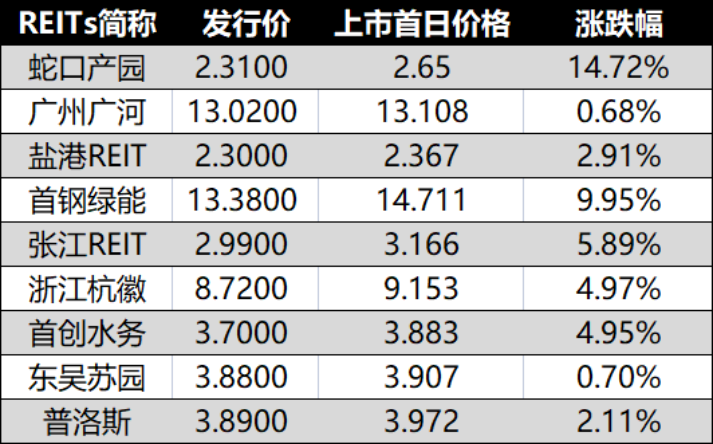 REITs简称 发行价 上市首日价格 涨跌幅
蛇口产园 2.3100 2.65 14.72%
广州广河 13.0200 13.108 0.68%
盐港REIT 2.3000 2.367 2.91%
首钢绿能 13.3800 14.711 9.95%
张江REIT 2.9900 3.166 5.89%
浙江杭徽 8.7200 9.153 4.97%
首创水务 3.7000 3.883 4.95%
东吴苏园 3.8800 3.907 0.70%
普洛斯 3.8900 3.972 2.11%